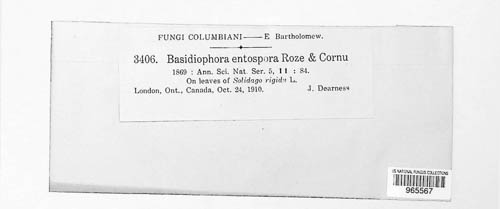 FUNGI COLUMBIANI——E Bartholomew.
3406. Basidiophora entospora Roze & Cornu
1869 : Ann. Sci. Nat. Ser. 5, 11 : 84.
On leaves of Solidago rigida L.
London, Ont., Canada, Oct. 24, 1910. J. Dearness
US NATIONAL FUNGUS COLLECTIONS
965567